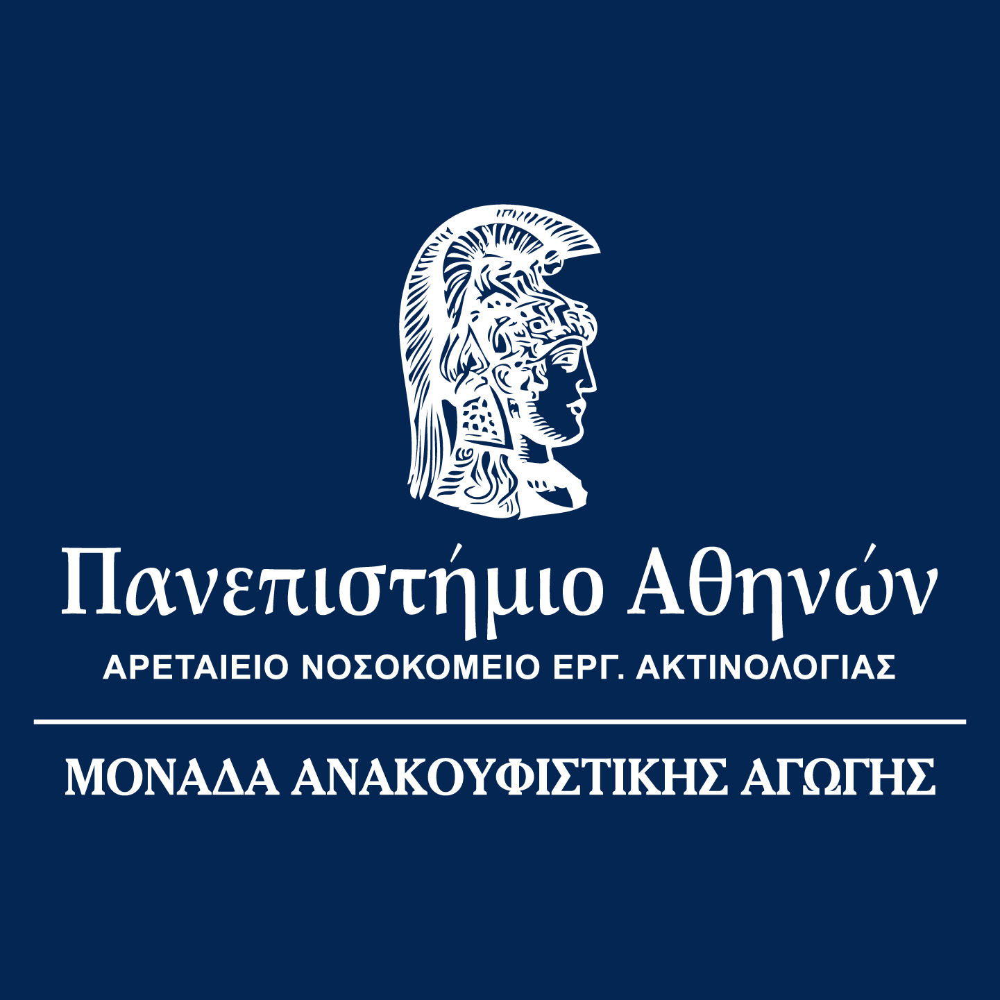 Πανεπιστήμιο Αθηνών
ΑΡΕΤΑΙΕΙΟ ΝΟΣΟΚΟΜΕΙΟ ΕΡΓ. ΑΚΤΙΝΟΛΟΓΙΑΣ
ΜΟΝΑΔΑ ΑΝΑΚΟΥΦΙΣΤΙΚΗΣ ΑΓΩΓΗΣ